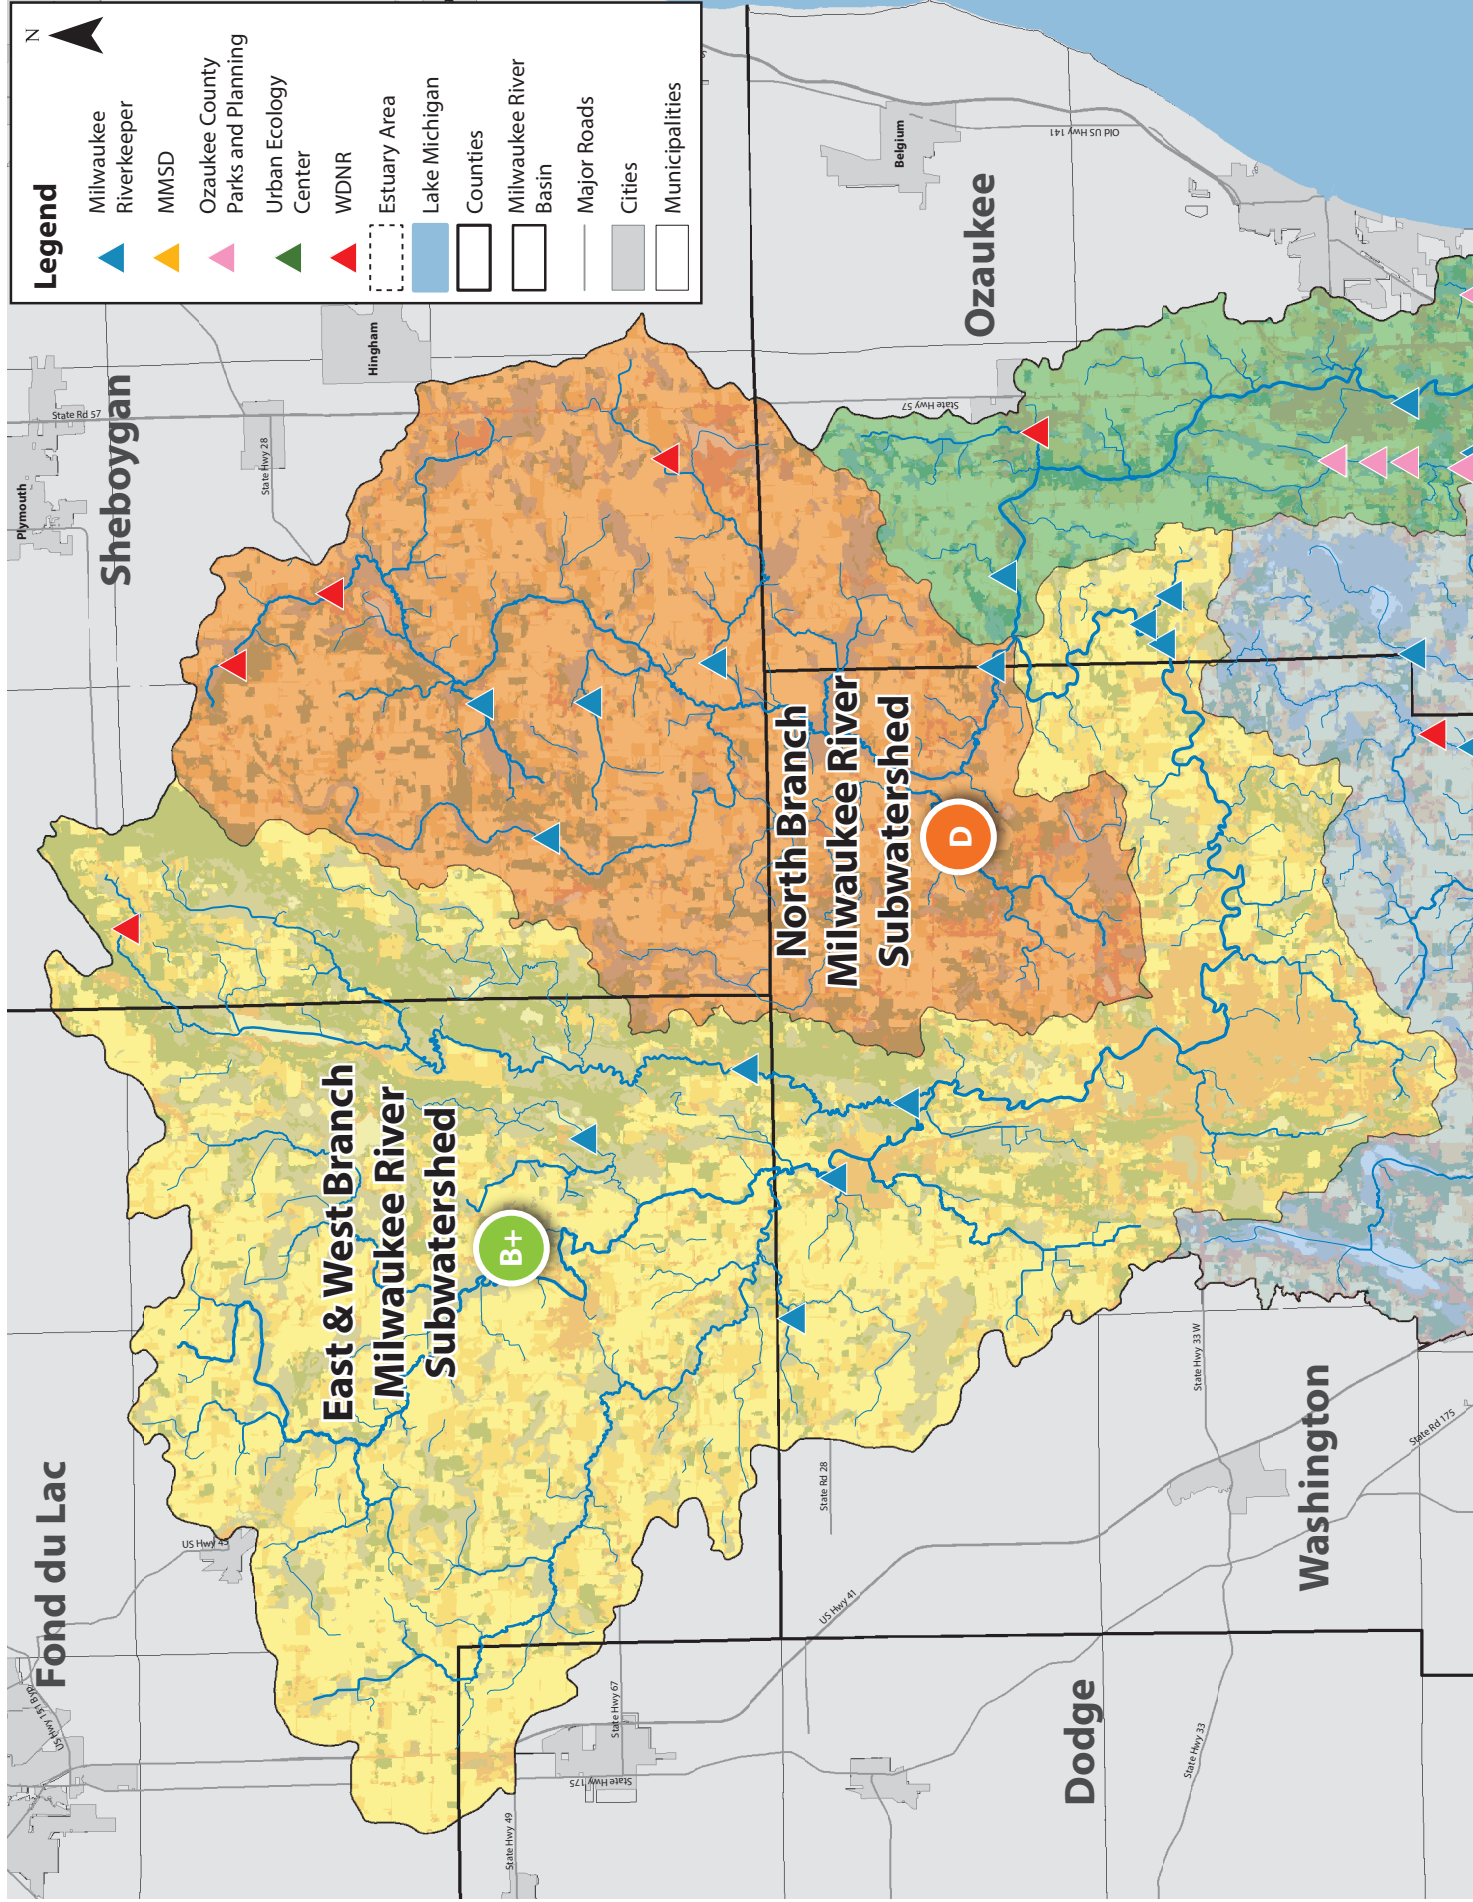 Legend
N
Milwaukee
Riverkeeper
MMSD
Ozaukee County
Parks and Planning
Urban Ecology
Center
WDNR
Estuary Area
Lake Michigan
Counties
Milwaukee River
Basin
Major Roads
Cities
Municipalities
Fond du Lac
Sheboygan
Plymouth
State Rd 57
State Hwy 28
Hingham
US Hwy 151 Byp
US Hwy 45
East & West Branch
Milwaukee River
Subwatershed
B+
State Hwy 49
State Hwy 175
State Hwy 67
North Branch
Milwaukee River
Subwatershed
D
State Rd 28
US Hwy 41
State Hwy 57
Belgium
Old US Hwy 141
Ozaukee
Dodge
State Hwy 33
State Hwy 33 W
Washington
State Rd 175